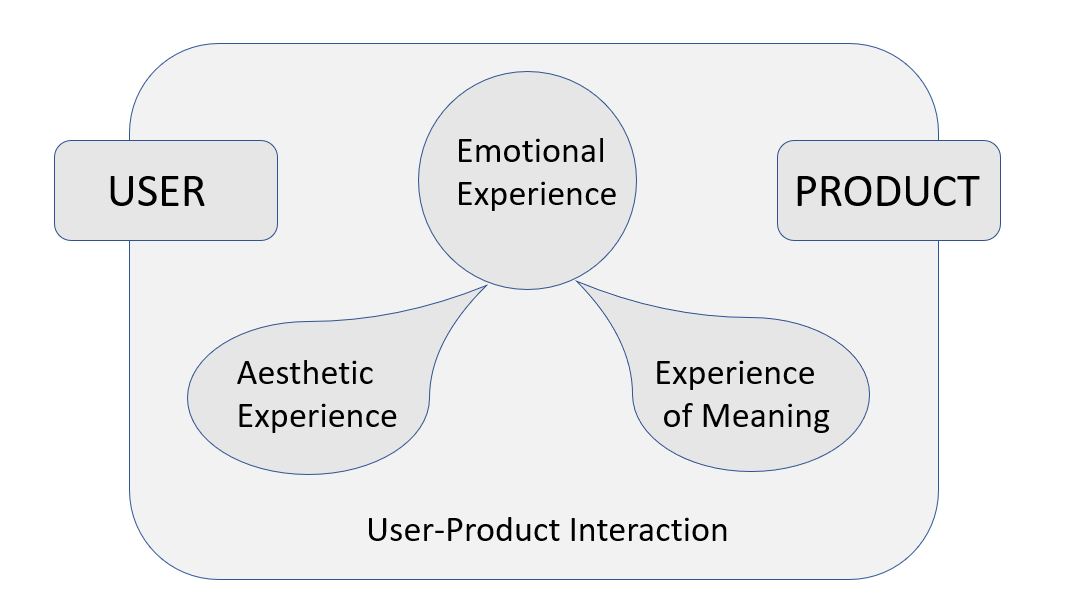 USER
Emotional
Experience
PRODUCT
Aesthetic
Experience
Experience
of Meaning
User-Product Interaction